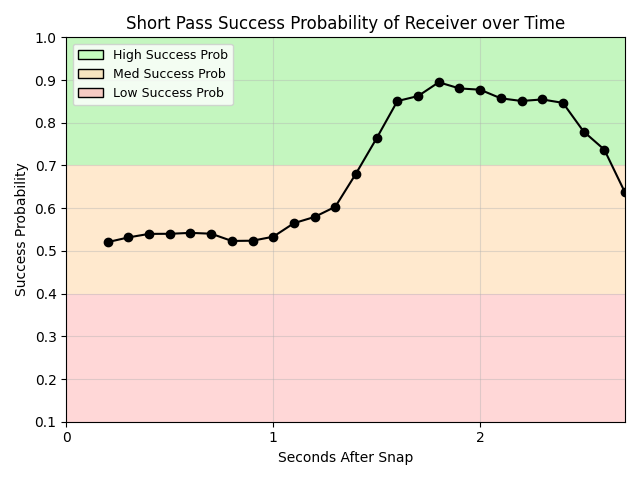 Short Pass Success Probability of Receiver over Time
1.0
High Success Prob
Med Success Prob
Low Success Prob
0.9
0.8
0.7
0.6
0.5
0.4
0.3
0.2
0.1
Success Probability
0
1
2
Seconds After Snap